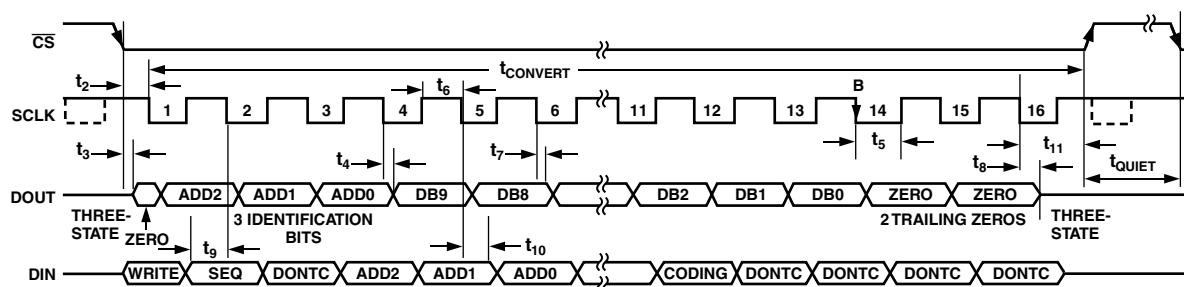 CS
t2
tCONVERT
t6
B
SCLK
1 2 3 4 5 6 11 12 13 14 15 16
t3
t4
t7
t5
t8
t11
tQUIET
DOUT
ADD2 ADD1 ADD0 DB9 DB8 DB2 DB1 DB0 ZERO ZERO
THREE-
STATE
ZERO
3 IDENTIFICATION
BITS
2 TRAILING ZEROS
THREE-
STATE
t9
t10
DIN
WRITE SEQ DONTC ADD2 ADD1 ADD0 CODING DONTC DONTC DONTC DONTC